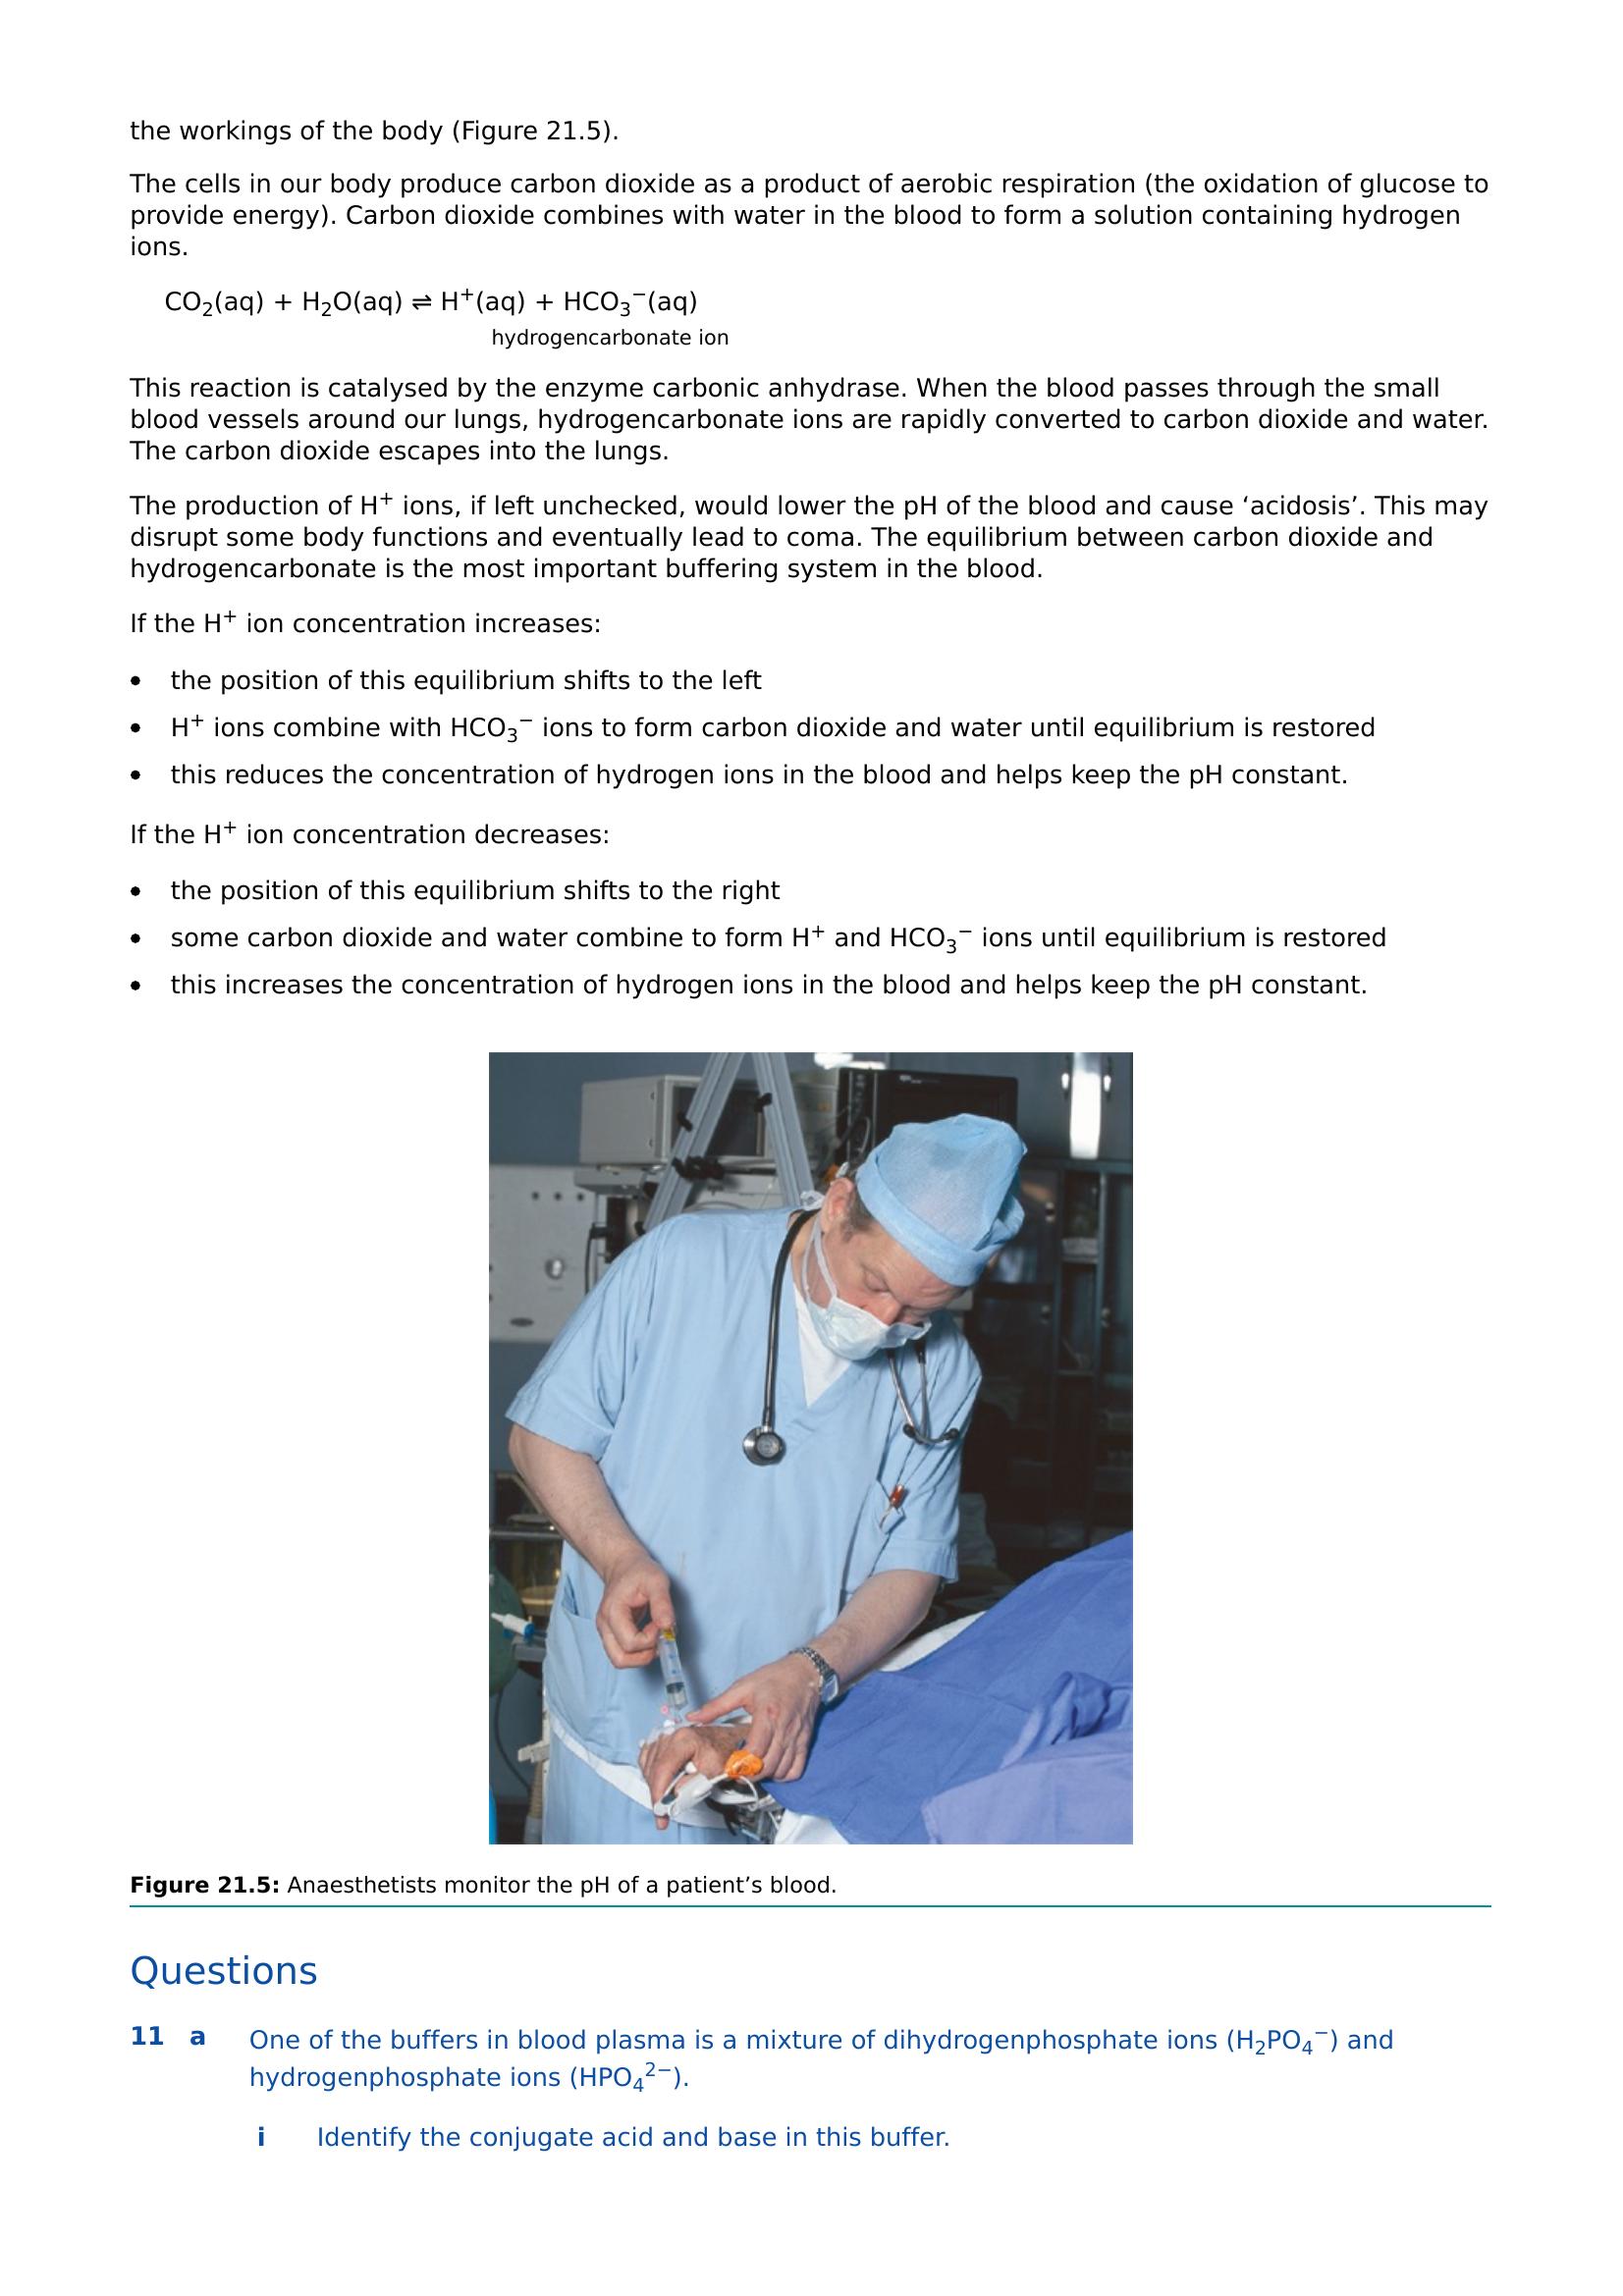 the workings of the body (Figure 21.5).
The cells in our body produce carbon dioxide as a product of aerobic respiration (the oxidation of glucose to
provide energy). Carbon dioxide combines with water in the blood to form a solution containing hydrogen
ions.
CO₂(aq) + H₂O(aq) ⇌ H⁺(aq) + HCO₃⁻(aq)
hydrogencarbonate ion
This reaction is catalysed by the enzyme carbonic anhydrase. When the blood passes through the small
blood vessels around our lungs, hydrogencarbonate ions are rapidly converted to carbon dioxide and water.
The carbon dioxide escapes into the lungs.
The production of H⁺ ions, if left unchecked, would lower the pH of the blood and cause ‘acidosis’. This may
disrupt some body functions and eventually lead to coma. The equilibrium between carbon dioxide and
hydrogencarbonate is the most important buffering system in the blood.
If the H⁺ ion concentration increases:
• the position of this equilibrium shifts to the left
• H⁺ ions combine with HCO₃⁻ ions to form carbon dioxide and water until equilibrium is restored
• this reduces the concentration of hydrogen ions in the blood and helps keep the pH constant.
If the H⁺ ion concentration decreases:
• the position of this equilibrium shifts to the right
• some carbon dioxide and water combine to form H⁺ and HCO₃⁻ ions until equilibrium is restored
• this increases the concentration of hydrogen ions in the blood and helps keep the pH constant.
Figure 21.5: Anaesthetists monitor the pH of a patient’s blood.
Questions
11 a One of the buffers in blood plasma is a mixture of dihydrogenphosphate ions (H₂PO₄⁻) and
hydrogenphosphate ions (HPO₄²⁻).
i Identify the conjugate acid and base in this buffer.